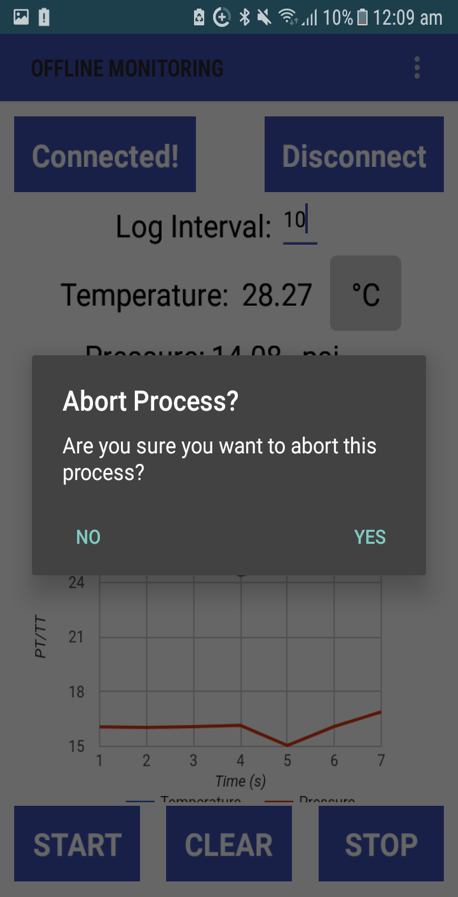 10% 12:09 am
OFFLINE MONITORING
Connected! Disconnect
Log Interval: 10
Temperature: 28.27 °C
Pressure: 14.08 psi
Abort Process?
Are you sure you want to abort this
process?
NO YES
24
21
18
15
PT/TT
1 2 3 4 5 6 7
Time (s)
Temperature Pressure
START CLEAR STOP